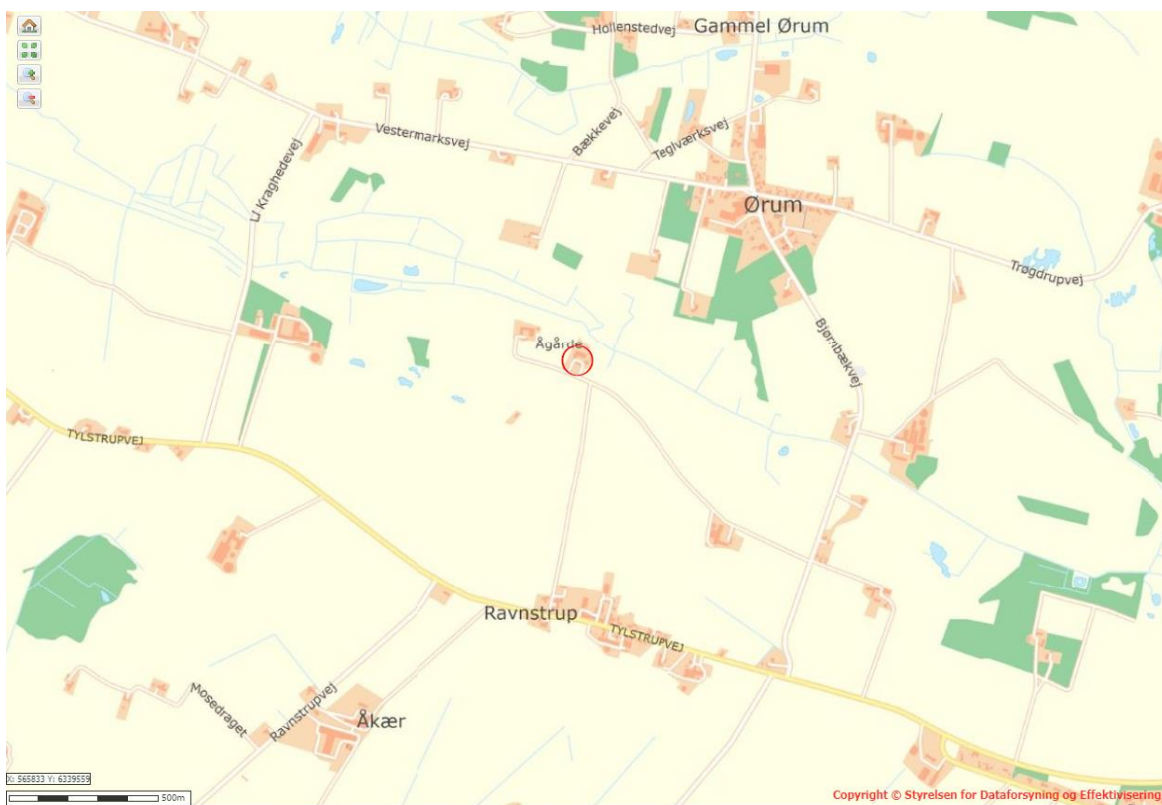 Hollenstedvej
Gammel Ørum
Vestermarksvej
Bækkevej
Teglværksvej
Ll Kraghedevej
Ørum
Trøgdrupvej
Bjørnbækvej
Ågårde
TYLSTRUPVEJ
Ravnstrup
TYLSTRUPVEJ
Mosedraget
Ravnstrupvej
Åkær
X: 565833 Y: 6339559
500m
Copyright © Styrelsen for Dataforsyning og Effektivisering